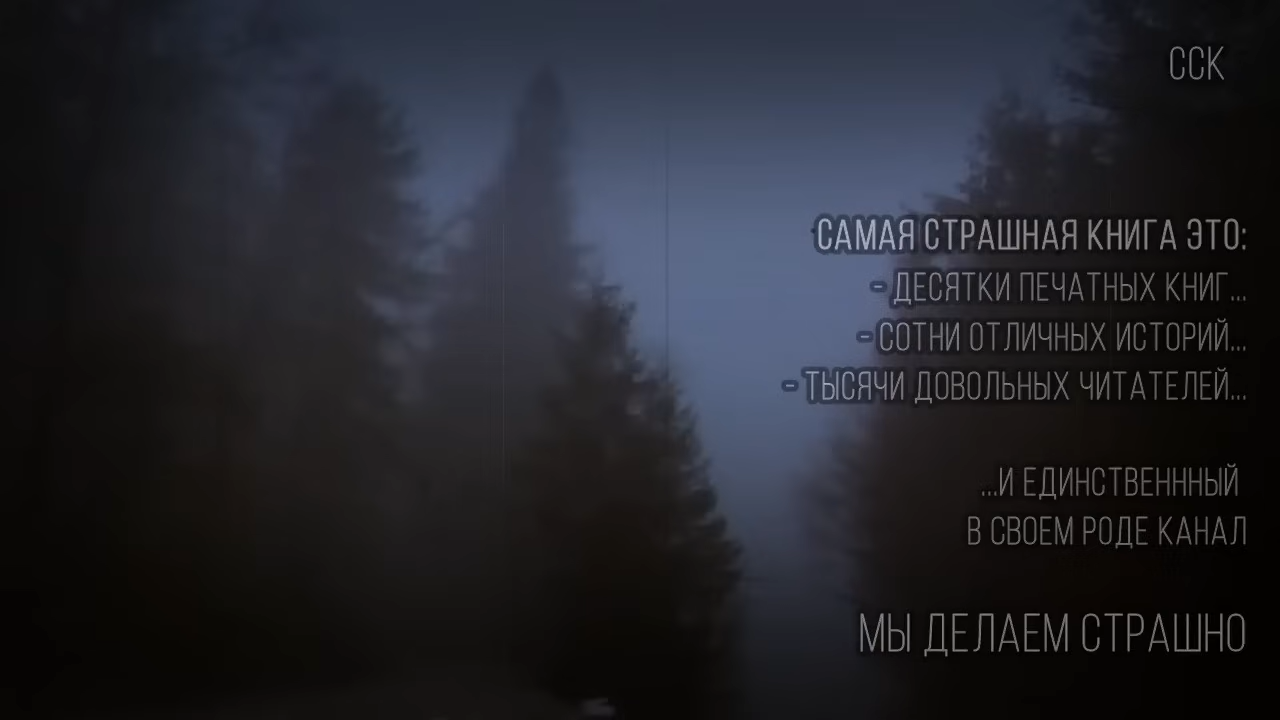 ССК
САМАЯ СТРАШНАЯ КНИГА ЭТО:
- ДЕСЯТКИ ПЕЧАТНЫХ КНИГ...
- СОТНИ ОТЛИЧНЫХ ИСТОРИЙ...
- ТЫСЯЧИ ДОВОЛЬНЫХ ЧИТАТЕЛЕЙ...
...И ЕДИНСТВЕНННЫЙ
В СВОЕМ РОДЕ КАНАЛ
МЫ ДЕЛАЕМ СТРАШНО